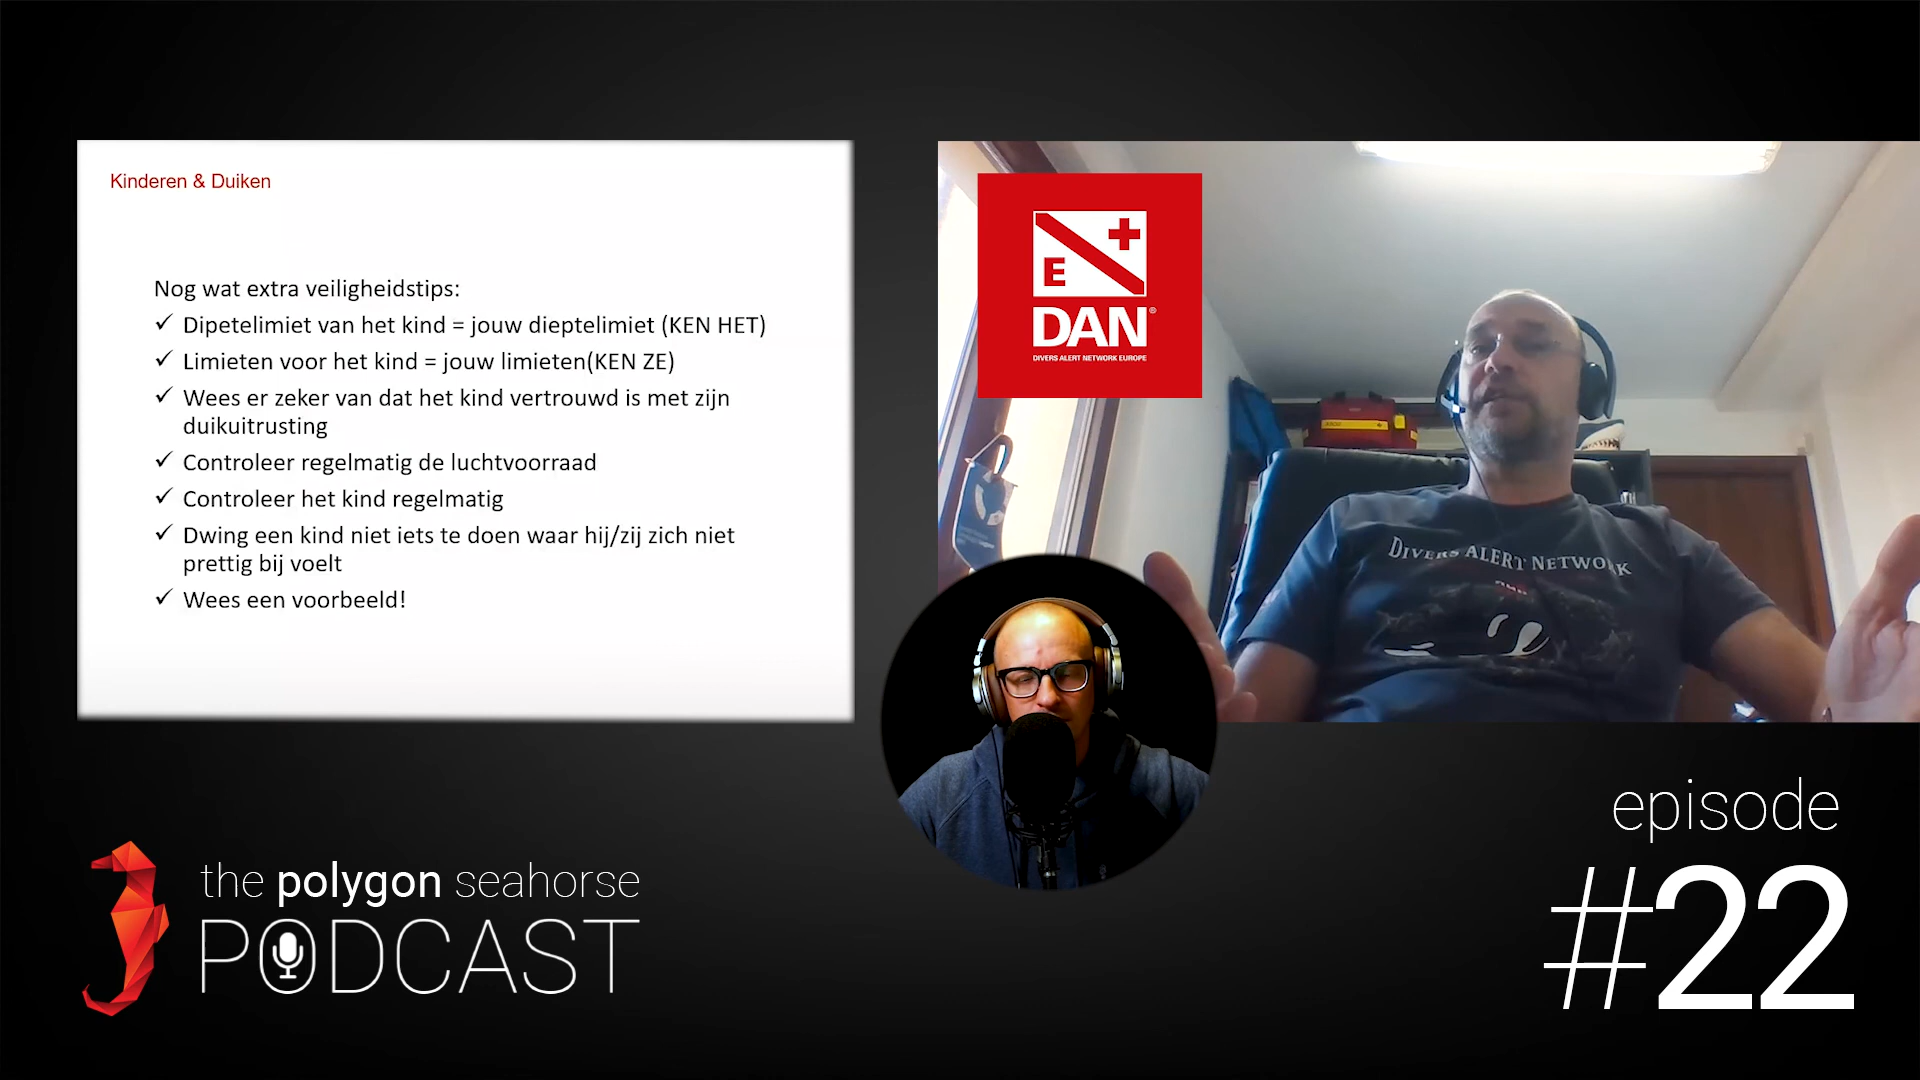 Kinderen & Duiken
Nog wat extra veiligheidstips:
✓ Dipetelimiet van het kind = jouw dieptelimiet (KEN HET)
✓ Limieten voor het kind = jouw limieten(KEN ZE)
✓ Wees er zeker van dat het kind vertrouwd is met zijn
duikuitrusting
✓ Controleer regelmatig de luchtvoorraad
✓ Controleer het kind regelmatig
✓ Dwing een kind niet iets te doen waar hij/zij zich niet
prettig bij voelt
✓ Wees een voorbeeld!
E
DAN®
DIVERS ALERT NETWORK EUROPE
DIVERS ALERT NETWORK
the polygon seahorse
PODCAST
episode
#22